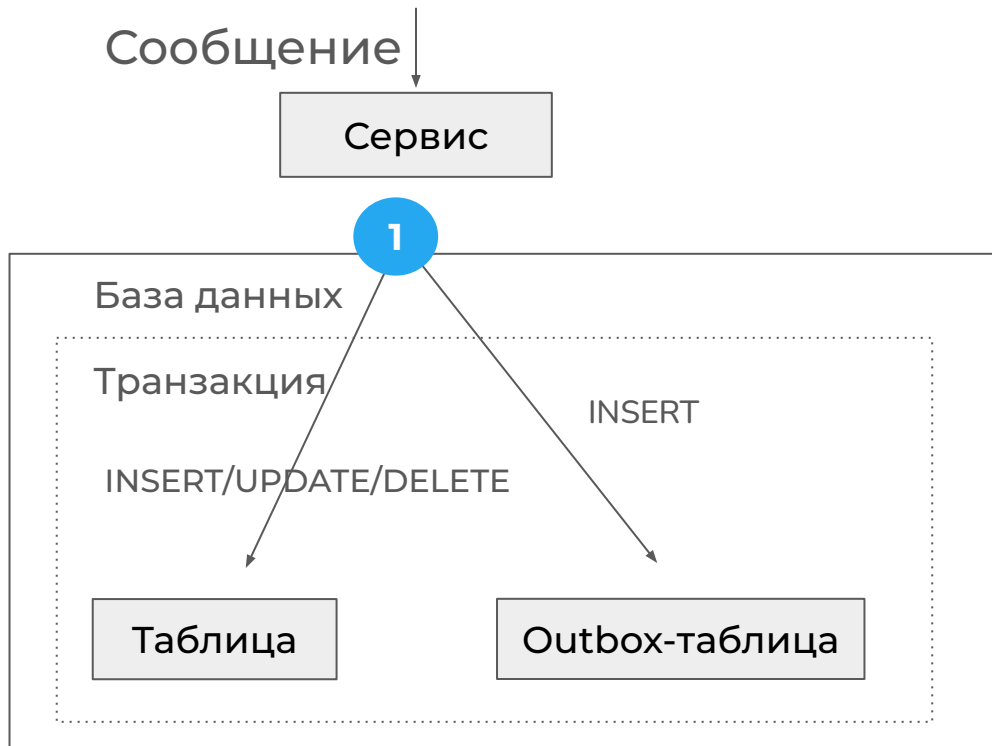 Сообщение
Сервис
1
База данных
Транзакция
INSERT
INSERT/UPDATE/DELETE
Таблица
Outbox-таблица